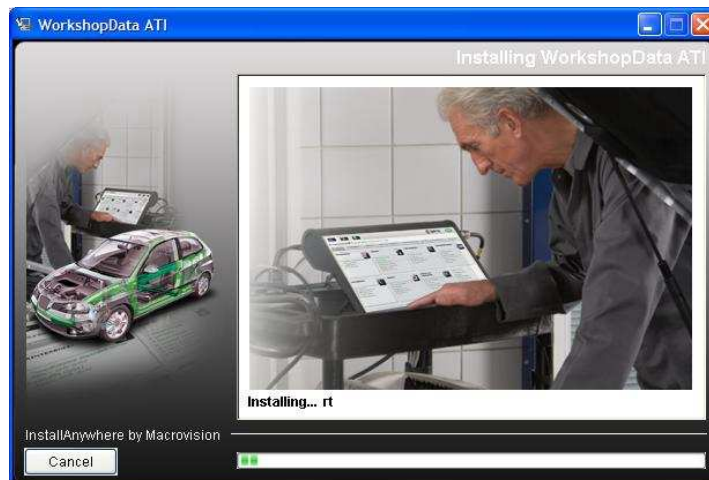 WorkshopData ATI
Installing WorkshopData ATI
Installing... rt
InstallAnywhere by Macrovision
Cancel